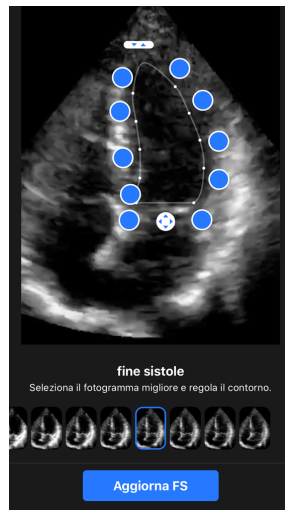 fine sistole
Seleziona il fotogramma migliore e regola il contorno.
Aggiorna FS